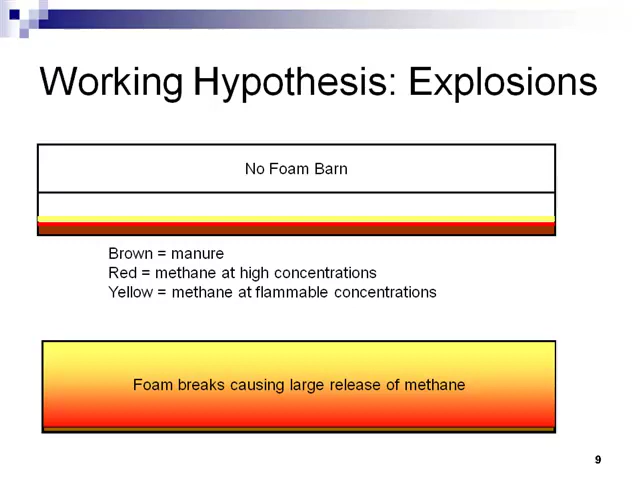 Working Hypothesis: Explosions
No Foam Barn
Brown = manure
Red = methane at high concentrations
Yellow = methane at flammable concentrations
Foam breaks causing large release of methane
9